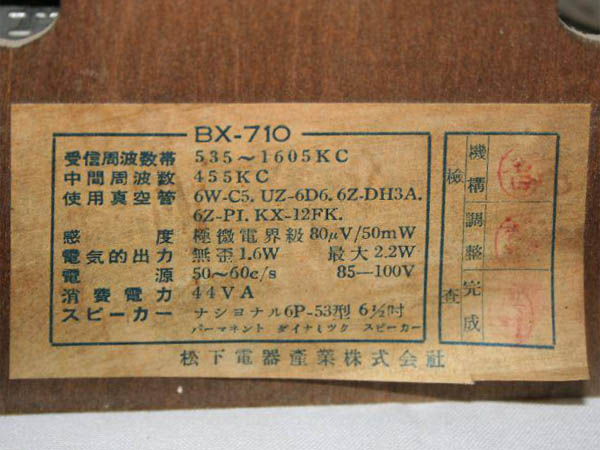 BX-710
受信周波数帯 535～1605KC
中間周波数 455KC
使用真空管 6W-C5. UZ-6D6. 6Z-DH3A.
6Z-P1. KX-12FK.
感度 極微電界級 80μV/50mW
電気的出力 無歪 1.6W 最大 2.2W
電源 50～60c/s 85—100V
消費電力 44VA
スピーカー ナショナル 6P-53型 6½吋
パーマネント ダイナミック スピーカー
松下電器産業株式会社
検査
機構
調整
完成